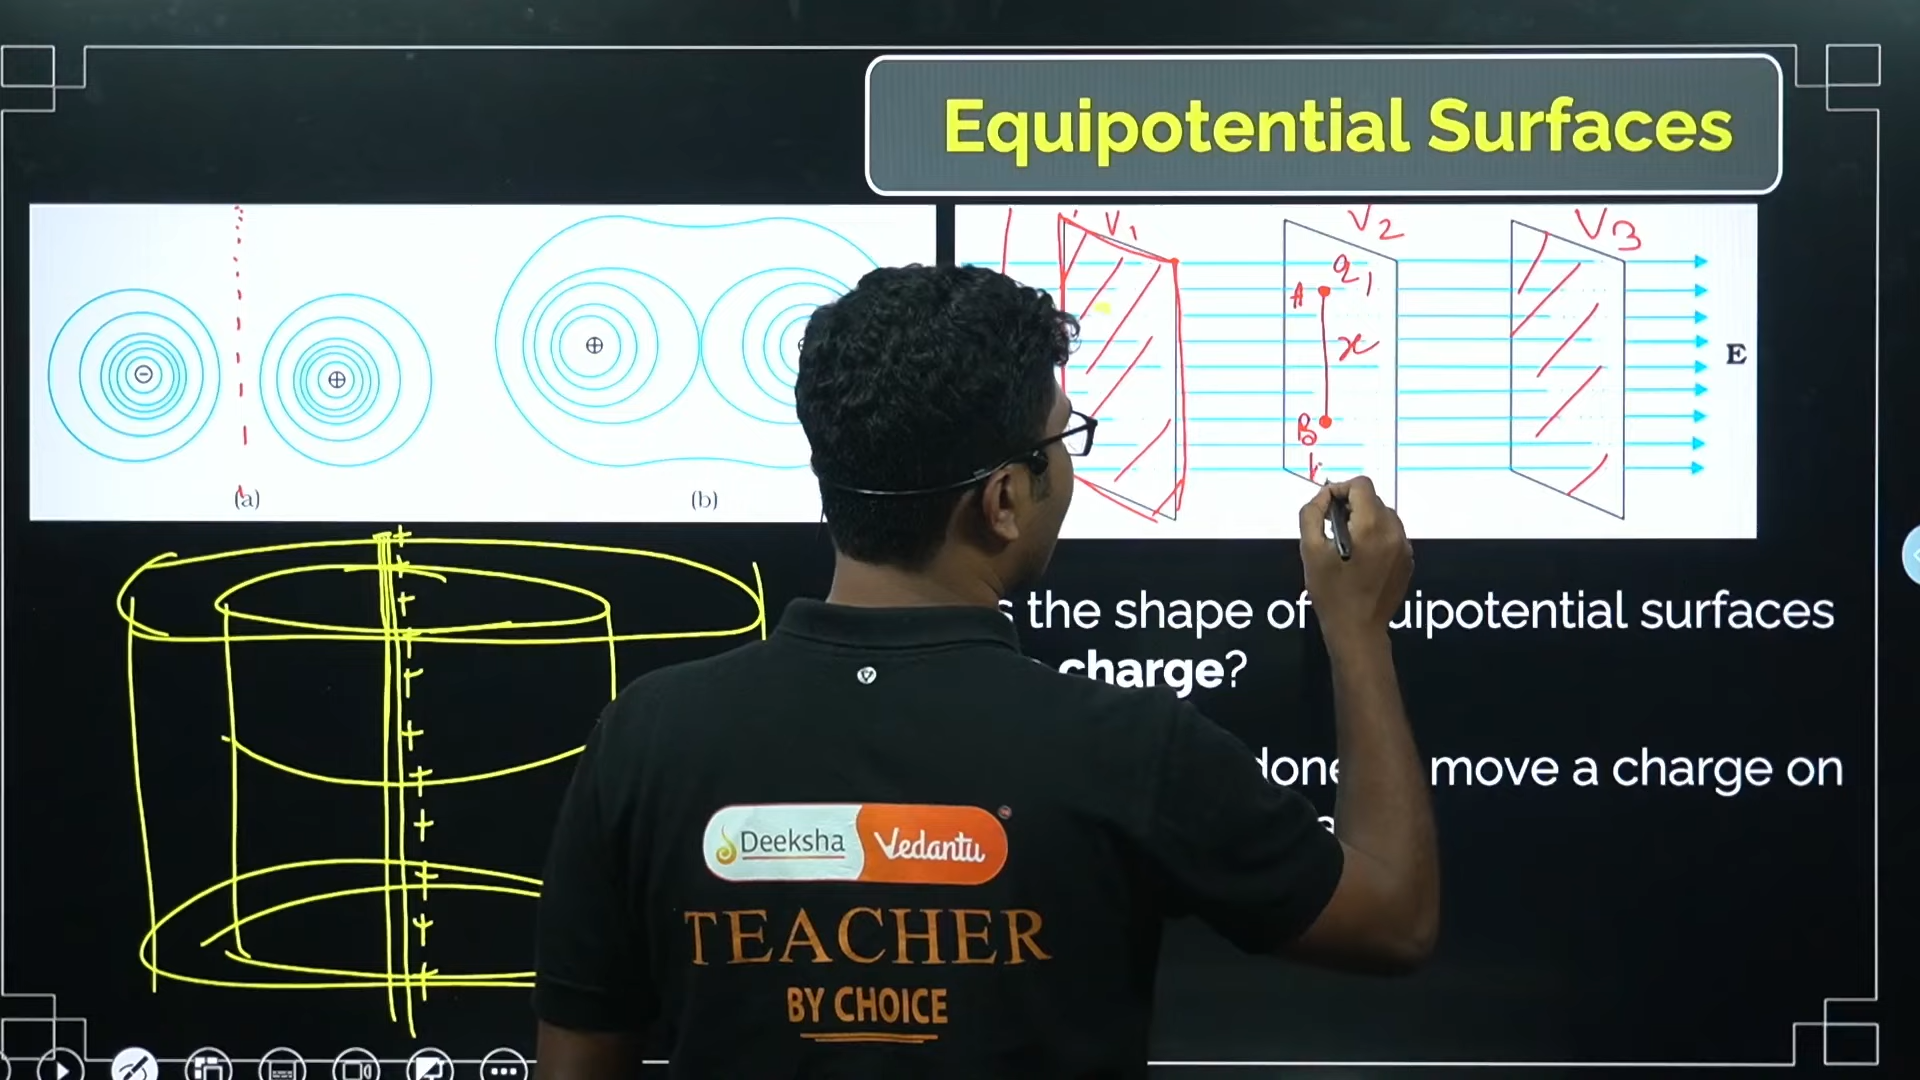 Equipotential Surfaces
V1
V2
V3
q1
A
x
B
E
(a)
(b)
the shape of
uipotential surfaces
charge?
move a charge on
Deeksha Vedantu
TEACHER
BY CHOICE